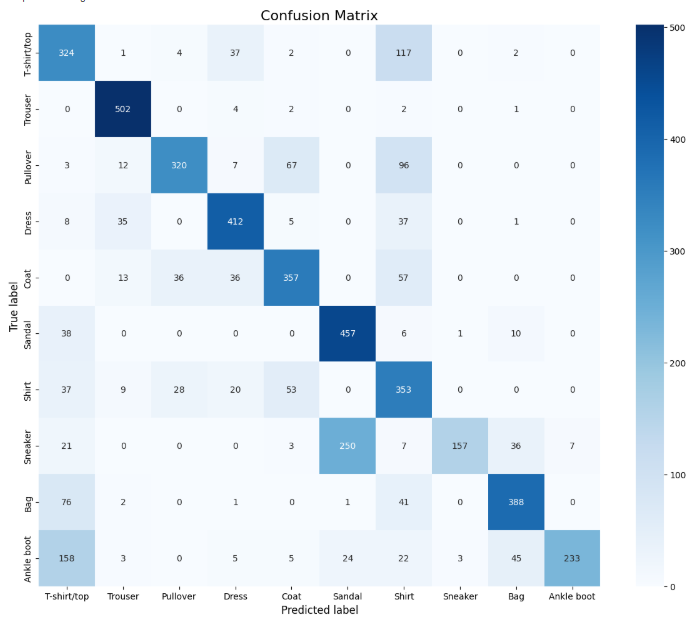 Confusion Matrix
T-shirt/top 324 1 4 37 2 0 117 0 2 0
Trouser 0 502 0 4 2 0 2 0 1 0
Pullover 3 12 320 7 67 0 96 0 0 0
Dress 8 35 0 412 5 0 37 0 1 0
Coat 0 13 36 36 357 0 57 0 0 0
Sandal 38 0 0 0 0 457 6 1 10 0
Shirt 37 9 28 20 53 0 353 0 0 0
Sneaker 21 0 0 0 3 250 7 157 36 7
Bag 76 2 0 1 0 1 41 0 388 0
Ankle boot 158 3 0 5 5 24 22 3 45 233
True label
T-shirt/top Trouser Pullover Dress Coat Sandal Shirt Sneaker Bag Ankle boot
Predicted label
500
400
300
200
100
0